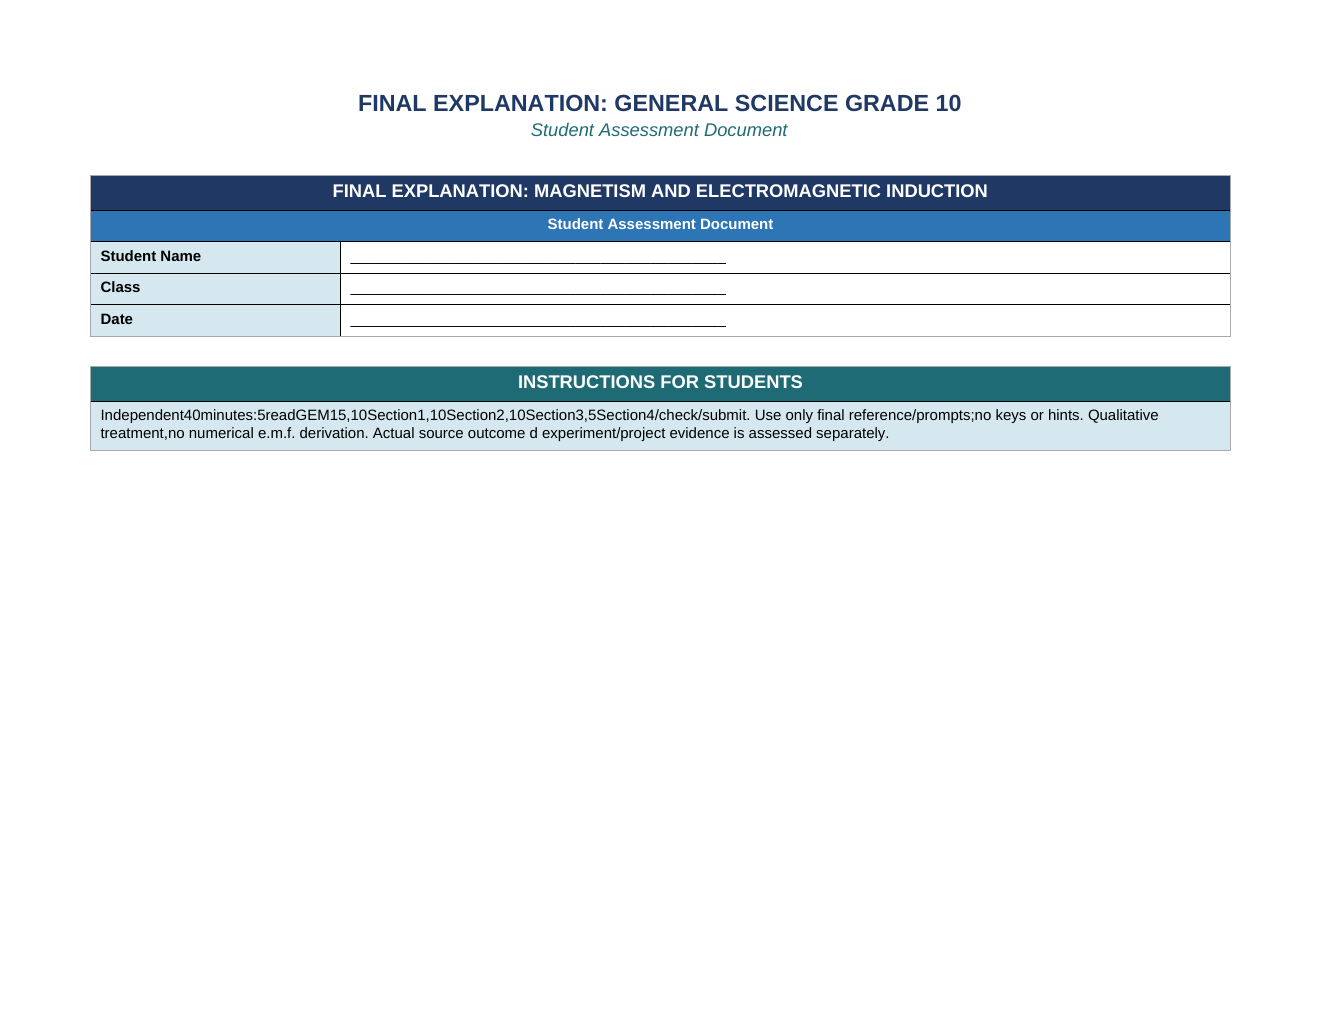 FINAL EXPLANATION: GENERAL SCIENCE GRADE 10
Student Assessment Document
FINAL EXPLANATION: MAGNETISM AND ELECTROMAGNETIC INDUCTION
Student Assessment Document
Student Name
Class
Date
INSTRUCTIONS FOR STUDENTS
Independent40minutes:5readGEM15,10Section1,10Section2,10Section3,5Section4/check/submit. Use only final reference/prompts;no keys or hints. Qualitative
treatment,no numerical e.m.f. derivation. Actual source outcome d experiment/project evidence is assessed separately.